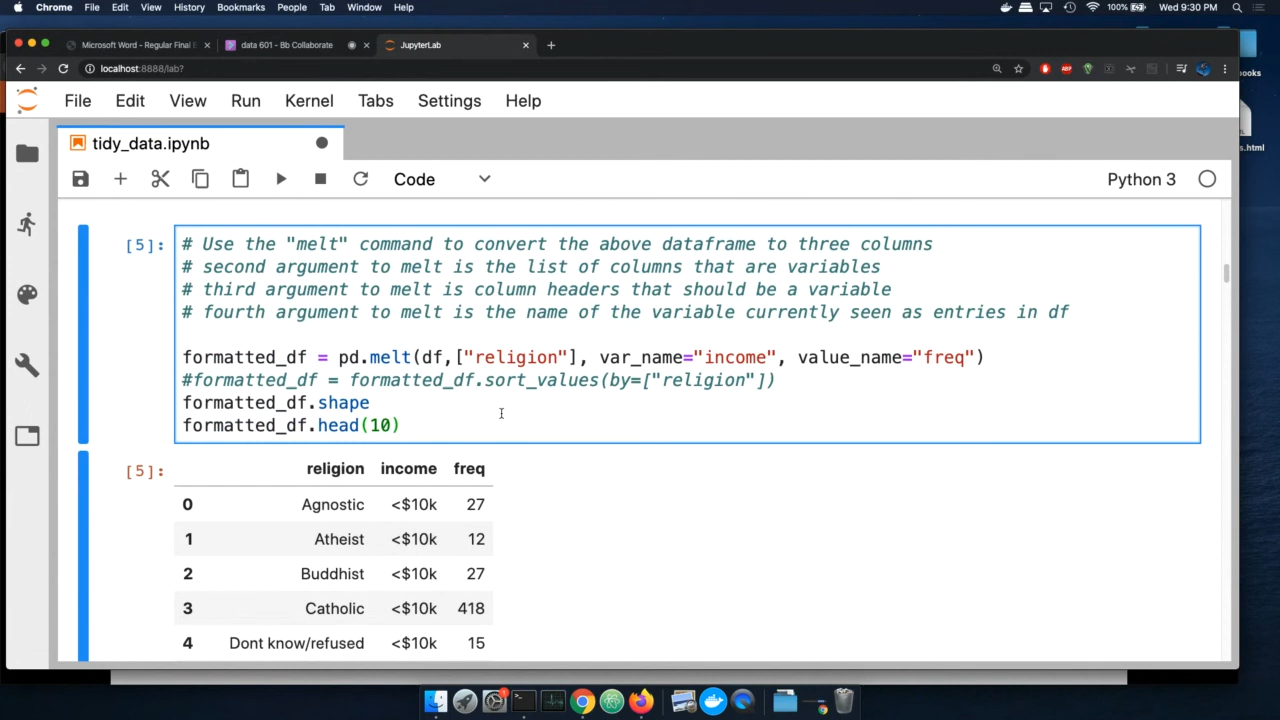 Chrome File Edit View History Bookmarks People Tab Window Help 100% Wed 9:30 PM
Microsoft Word - Regular Final E
data 601 - Bb Collaborate
JupyterLab
localhost:8888/lab?
ABP
ooks
s.html
File Edit View Run Kernel Tabs Settings Help
tidy_data.ipynb
Code
Python 3
[5]:
# Use the "melt" command to convert the above dataframe to three columns
# second argument to melt is the list of columns that are variables
# third argument to melt is column headers that should be a variable
# fourth argument to melt is the name of the variable currently seen as entries in df
formatted_df = pd.melt(df,["religion"], var_name="income", value_name="freq")
#formatted_df = formatted_df.sort_values(by=["religion"])
formatted_df.shape
formatted_df.head(10)
[5]:
religion income freq
0 Agnostic <$10k 27
1 Atheist <$10k 12
2 Buddhist <$10k 27
3 Catholic <$10k 418
4 Dont know/refused <$10k 15